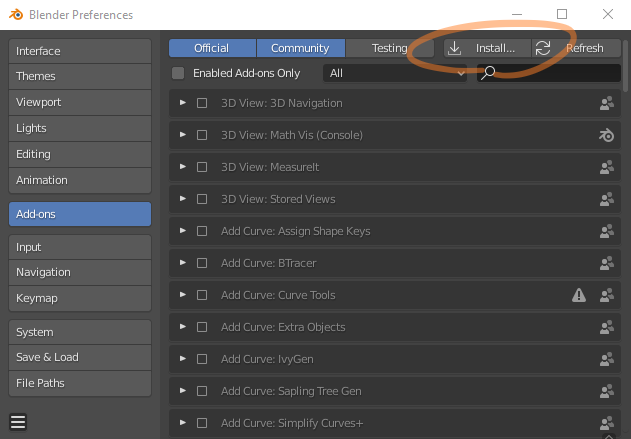 Blender Preferences
Interface
Themes
Viewport
Lights
Editing
Animation
Add-ons
Input
Navigation
Keymap
System
Save & Load
File Paths
Official Community Testing Install... Refresh
Enabled Add-ons Only All
3D View: 3D Navigation
3D View: Math Vis (Console)
3D View: MeasureIt
3D View: Stored Views
Add Curve: Assign Shape Keys
Add Curve: BTracer
Add Curve: Curve Tools
Add Curve: Extra Objects
Add Curve: IvyGen
Add Curve: Sapling Tree Gen
Add Curve: Simplify Curves+